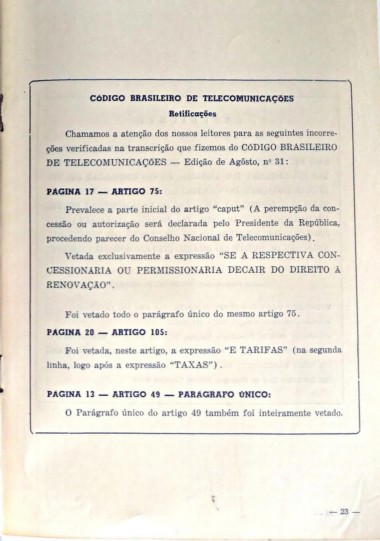 CÓDIGO BRASILEIRO DE TELECOMUNICAÇÕES
Retificações
Chamamos a atenção dos nossos leitores para as seguintes incorre-
ções verificadas na transcrição que fizemos do CÓDIGO BRASILEIRO
DE TELECOMUNICAÇÕES — Edição de Agôsto, nº 31:
PAGINA 17 — ARTIGO 75:
Prevalece a parte inicial do artigo "caput" (A perempção da con-
cessão ou autorização será declarada pelo Presidente da República,
procedendo parecer do Conselho Nacional de Telecomunicações).
Vetada exclusivamente a expressão "SE A RESPECTIVA CON-
CESSIONARIA OU PERMISSIONARIA DECAIR DO DIREITO À
RENOVAÇÃO".
Foi vetado todo o parágrafo único do mesmo artigo 75.
PAGINA 20 — ARTIGO 105:
Foi vetada, neste artigo, a expressão "E TARIFAS" (na segunda
linha, logo após a expressão "TAXAS").
PAGINA 13 — ARTIGO 49 — PARAGRAFO ÚNICO:
O Parágrafo único do artigo 49 também foi inteiramente vetado.
— 23 —